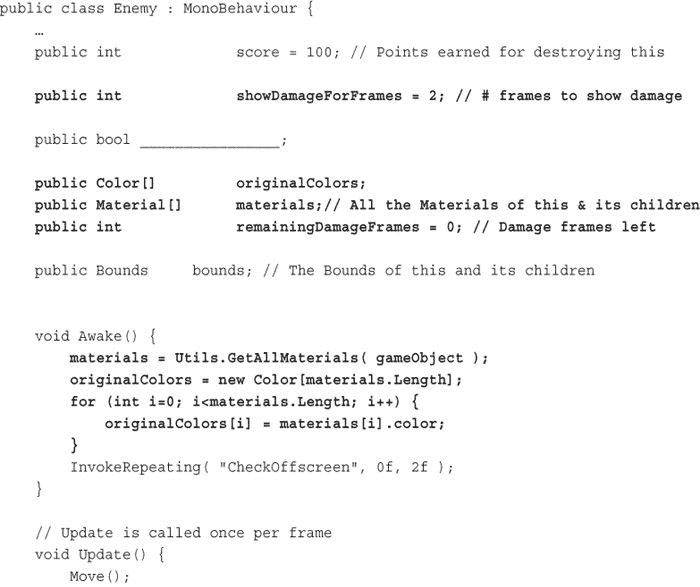 public class Enemy : MonoBehaviour {
…
public int score = 100; // Points earned for destroying this
public int showDamageForFrames = 2; // # frames to show damage
public bool ________________;
public Color[] originalColors;
public Material[] materials;// All the Materials of this & its children
public int remainingDamageFrames = 0; // Damage frames left
public Bounds bounds; // The Bounds of this and its children
void Awake() {
materials = Utils.GetAllMaterials( gameObject );
originalColors = new Color[materials.Length];
for (int i=0; i<materials.Length; i++) {
originalColors[i] = materials[i].color;
}
InvokeRepeating( "CheckOffscreen", 0f, 2f );
}
// Update is called once per frame
void Update() {
Move();